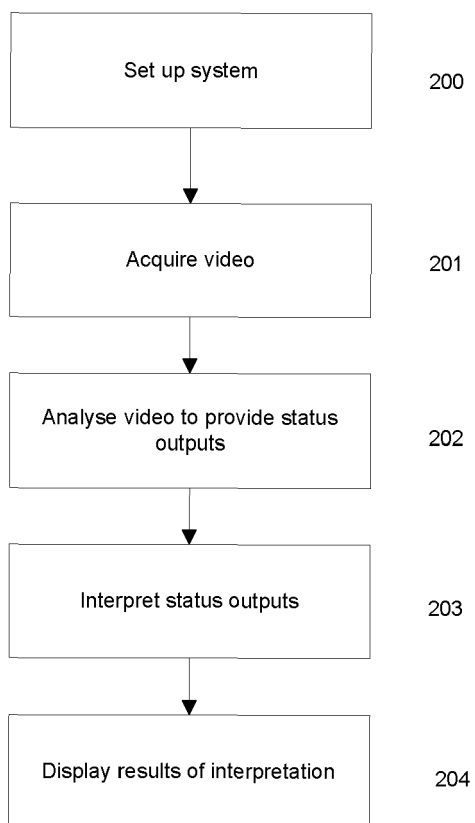 Set up system
200
Acquire video
201
Analyse video to provide status
outputs
202
Interpret status outputs
203
Display results of interpretation
204